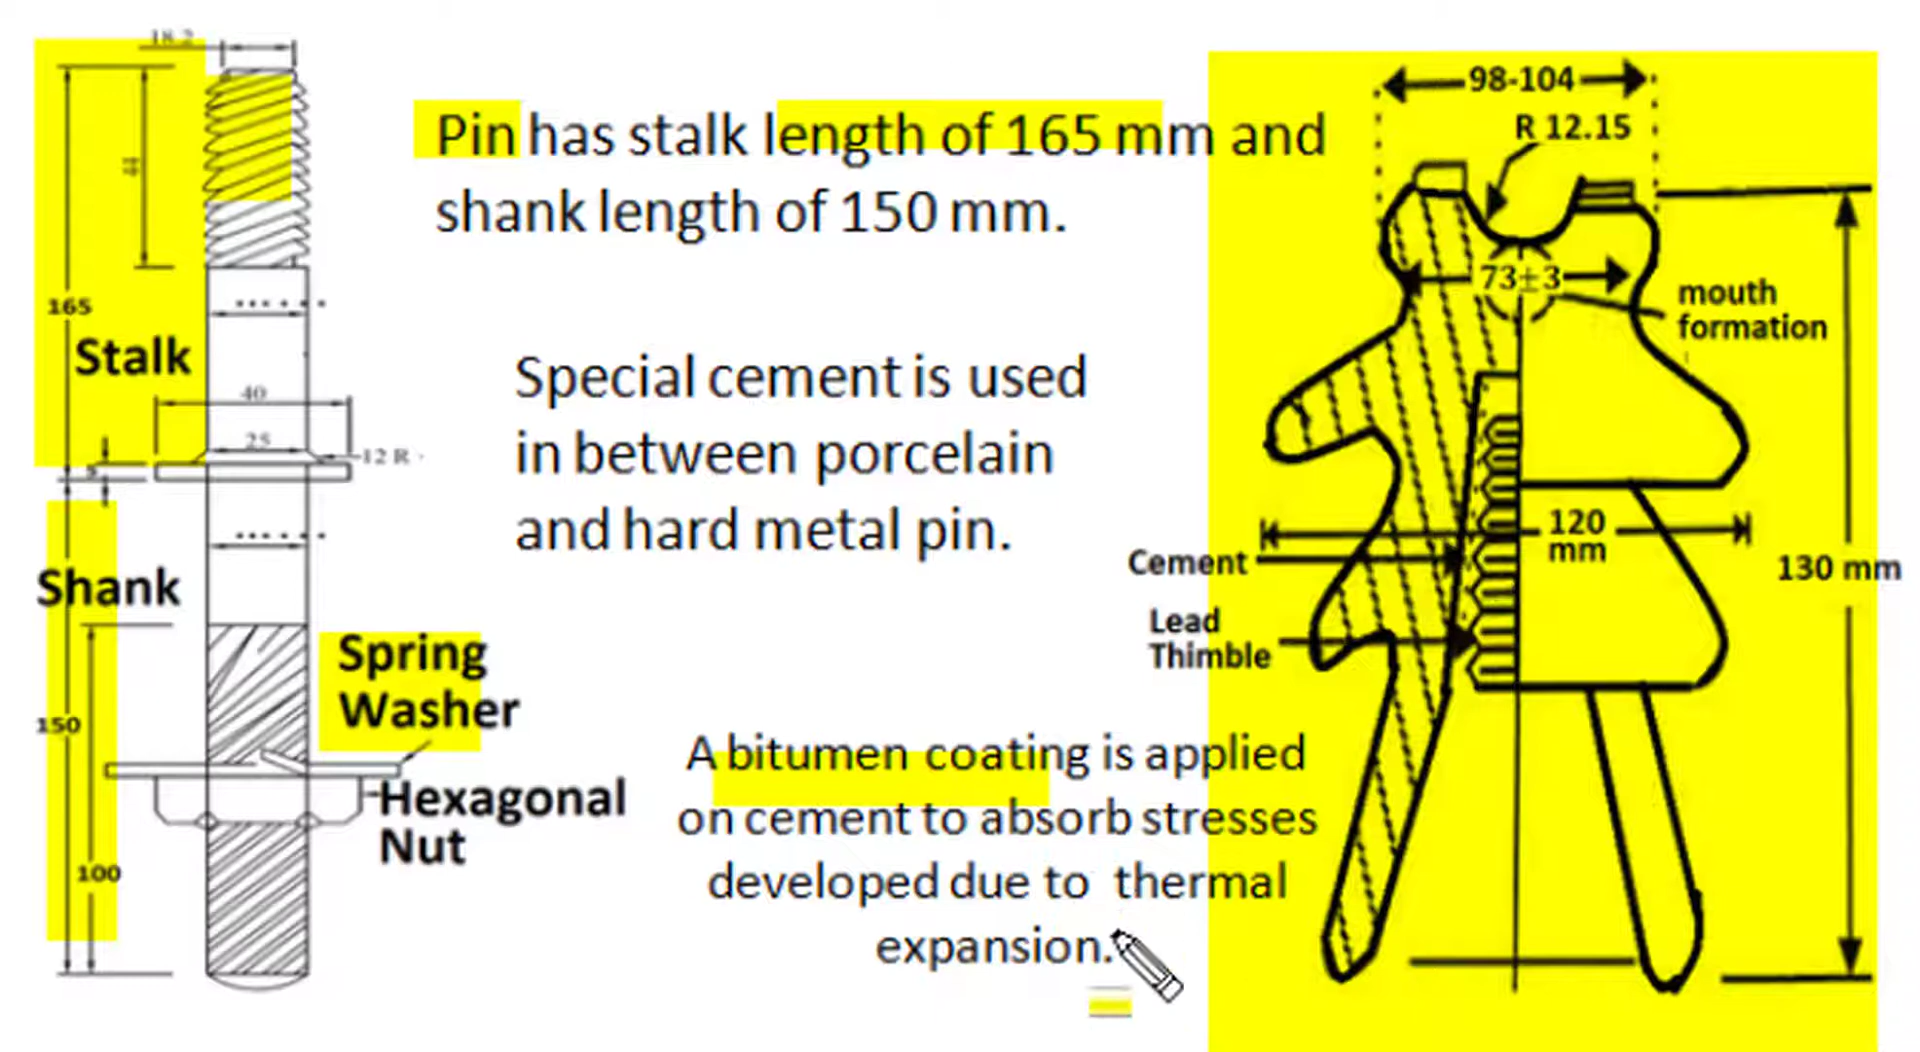 18.2
44
165
Stalk
40
25
12 R
Shank
150
100
Spring
Washer
Hexagonal
Nut
Pin has stalk length of 165 mm and
shank length of 150 mm.
Special cement is used
in between porcelain
and hard metal pin.
A bitumen coating is applied
on cement to absorb stresses
developed due to thermal
expansion.
98-104
R 12.15
73±3
mouth
formation
120
mm
Cement
Lead
Thimble
130 mm